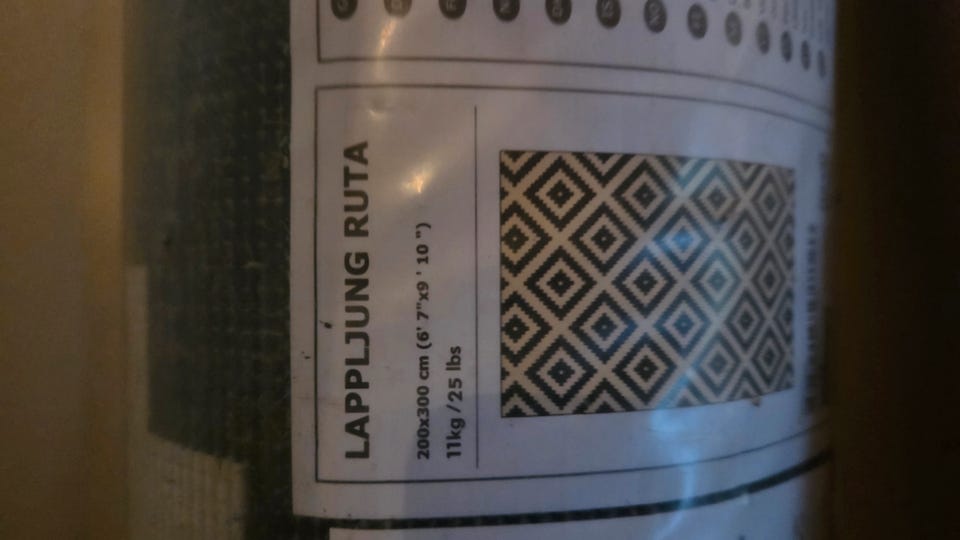 LAPPLJUNG RUTA
200x300 cm (6' 7"x9 ' 10 ")
11kg /25 lbs